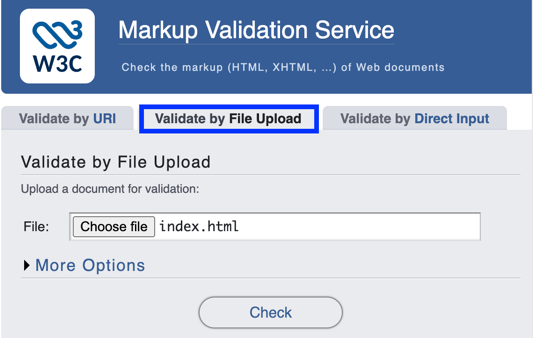 W3C
Markup Validation Service
Check the markup (HTML, XHTML, …) of Web documents
Validate by URI
Validate by File Upload
Validate by Direct Input
Validate by File Upload
Upload a document for validation:
File: Choose file index.html
More Options
Check